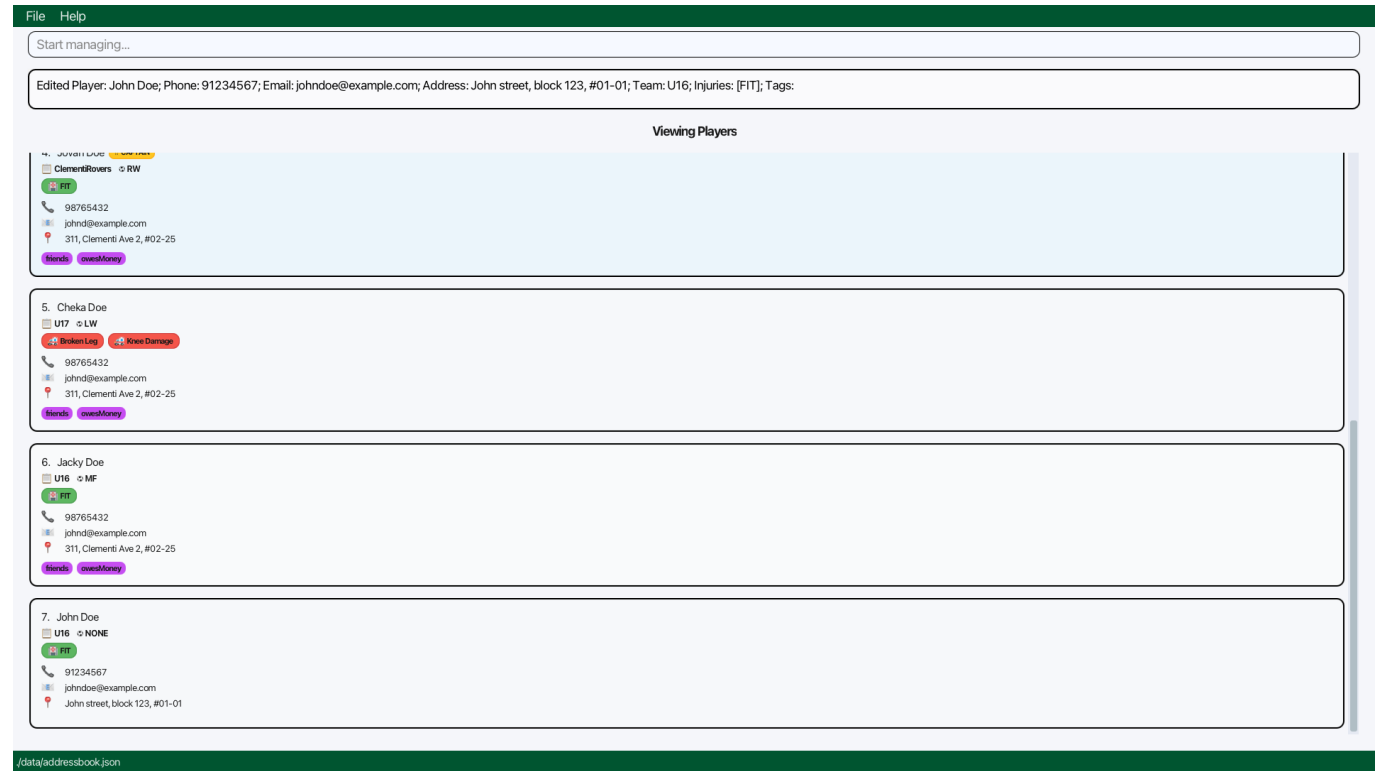 File Help
Start managing...
Edited Player: John Doe; Phone: 91234567; Email: johndoe@example.com; Address: John street, block 123, #01-01; Team: U16; Injuries: [FIT]; Tags:
Viewing Players
4. Jovan Doe CAPTAIN
ClementiRovers RW
FIT
98765432
johnd@example.com
311, Clementi Ave 2, #02-25
friends owesMoney
5. Cheka Doe
U17 LW
Broken Leg Knee Damage
98765432
johnd@example.com
311, Clementi Ave 2, #02-25
friends owesMoney
6. Jacky Doe
U16 MF
FIT
98765432
johnd@example.com
311, Clementi Ave 2, #02-25
friends owesMoney
7. John Doe
U16 NONE
FIT
91234567
johndoe@example.com
John street, block 123, #01-01
./data/addressbook.json